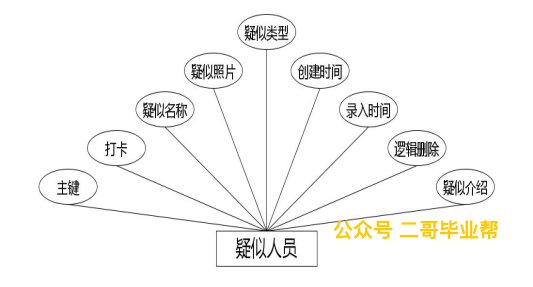 疑似类型
疑似照片
创建时间
疑似名称
录入时间
打卡
逻辑删除
主键
疑似介绍
疑似人员
公众号 二哥毕业帮